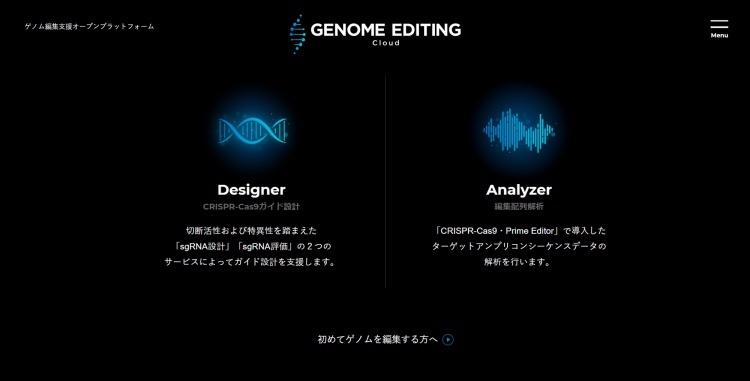 ゲノム編集支援オープンプラットフォーム
GENOME EDITING
Cloud
Menu
Designer
CRISPR-Cas9ガイド設計
切断活性および特異性を踏まえた
「sgRNA設計」「sgRNA評価」の２つの
サービスによってガイド設計を支援します。
Analyzer
編集配列解析
「CRISPR-Cas9・Prime Editor」で導入した
ターゲットアンプリコンシーケンスデータの
解析を行います。
初めてゲノムを編集する方へ